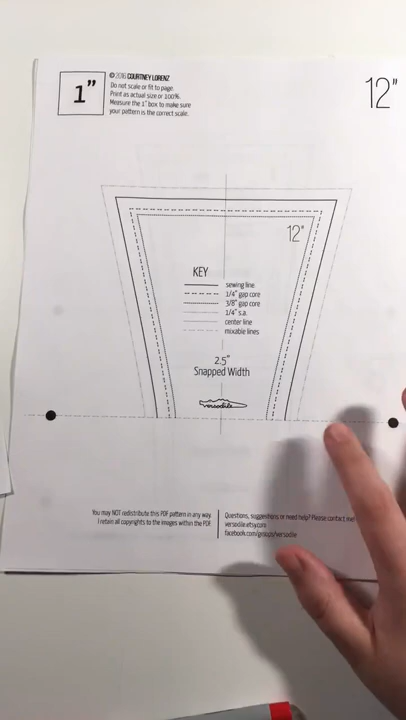 1"
© 2016 COURTNEY LORENZ
Do not scale or fit to page.
Print as actual size or 100%.
Measure the 1" box to make sure
your pattern is the correct scale.
12"
12"
KEY
sewing line
1/4" gap core
3/8" gap core
1/4" s.a.
center line
mixable lines
2.5"
Snapped Width
versodile
You may NOT redistribute this PDF pattern in any way.
I retain all copyrights to the images within the PDF.
Questions, suggestions or need help? Please contact me!
versodile.etsy.com
facebook.com/groups/versodile